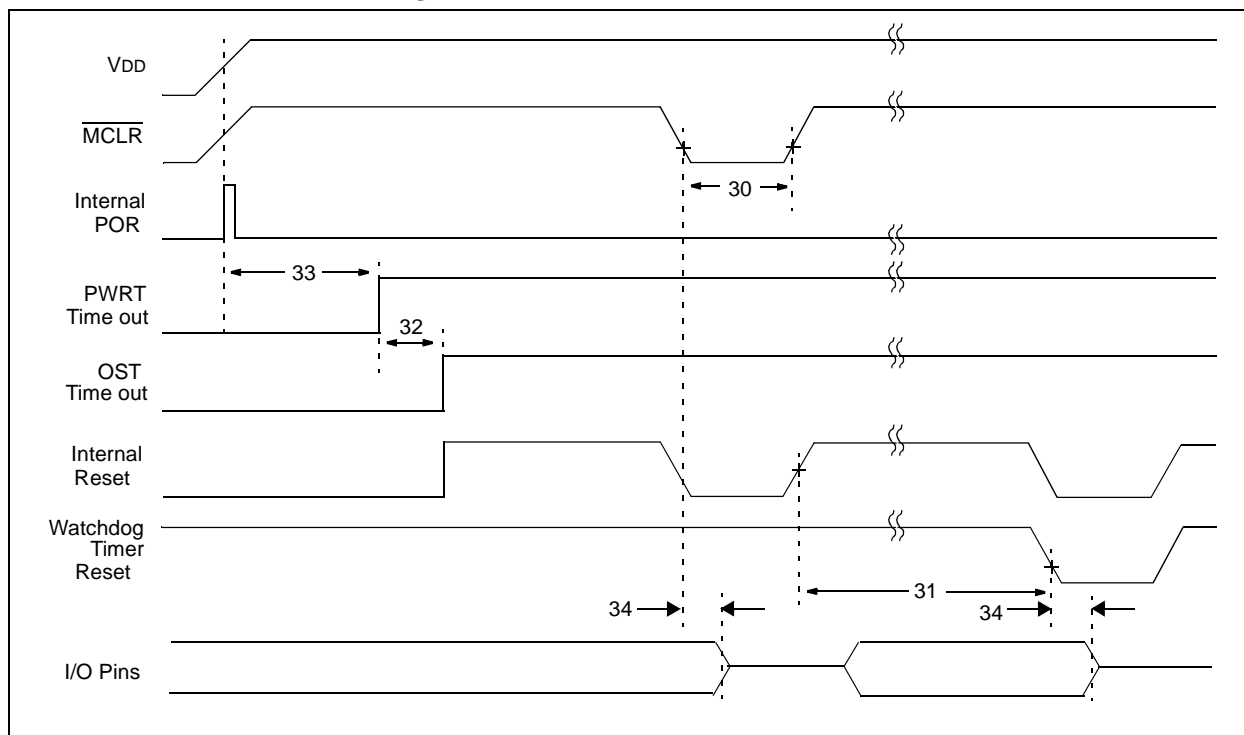 VDD
MCLR
30
Internal
POR
33
PWRT
Time out
32
OST
Time out
Internal
Reset
Watchdog
Timer
Reset
31
34
34
I/O Pins